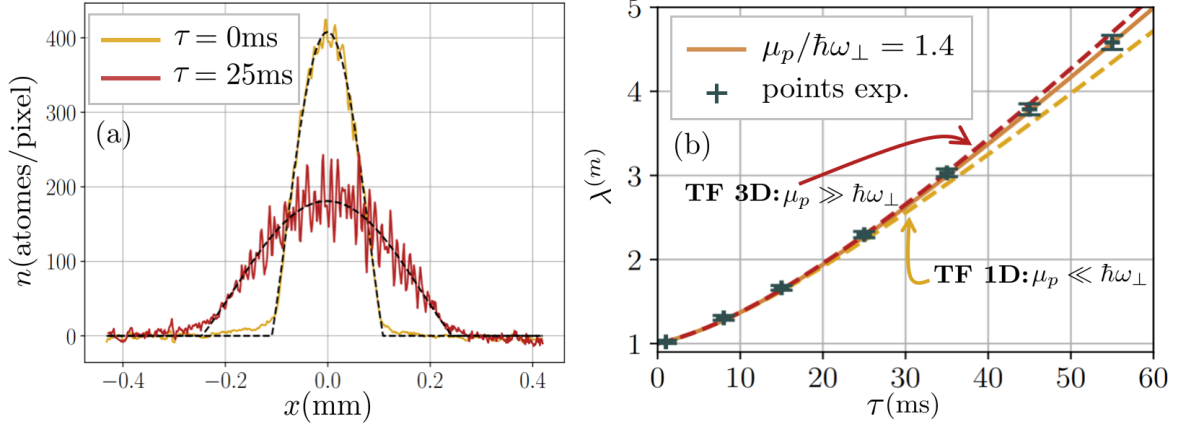 τ = 0ms
τ = 25ms
(a)
n(atomes/pixel)
400
300
200
100
0
−0.4
−0.2
0.0
0.2
0.4
x(mm)
μ_p/ħω_⊥ = 1.4
points exp.
(b)
TF 3D: μ_p ≫ ħω_⊥
TF 1D: μ_p ≪ ħω_⊥
λ^(m)
5
4
3
2
1
0
10
20
30
40
50
60
τ(ms)